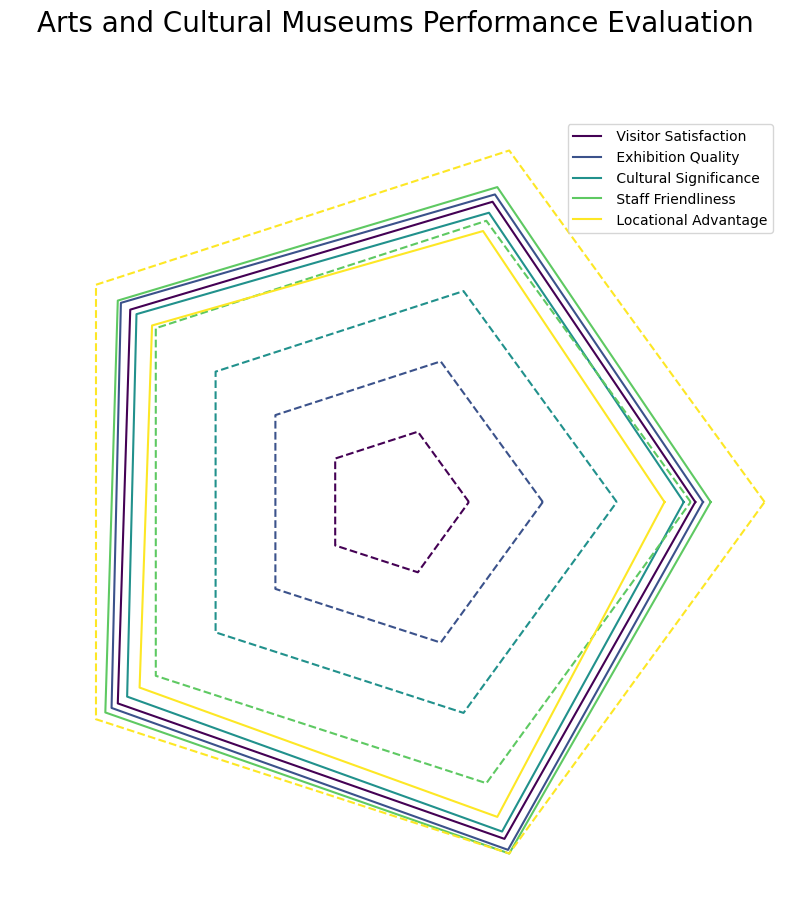 Arts and Cultural Museums Performance Evaluation
Visitor Satisfaction
Exhibition Quality
Cultural Significance
Staff Friendliness
Locational Advantage